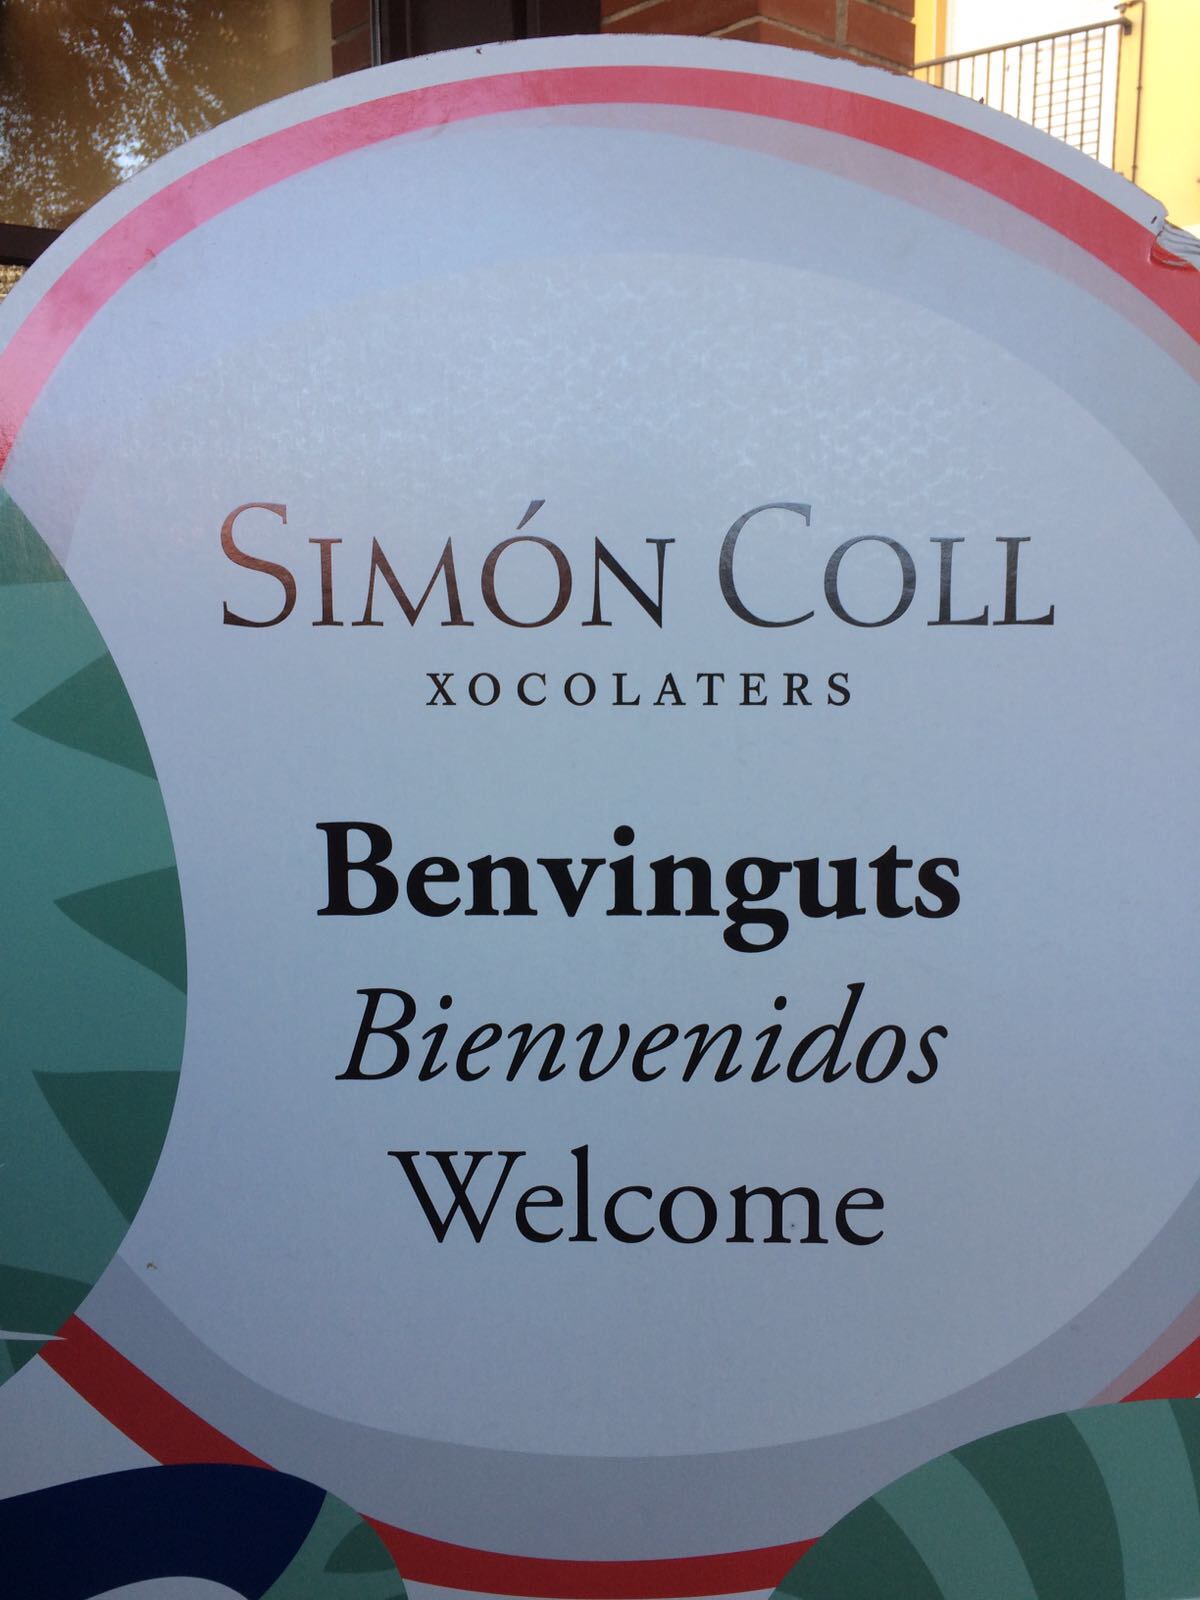 SIMÓN COLL
XOCOLATERS
Benvinguts
Bienvenidos
Welcome